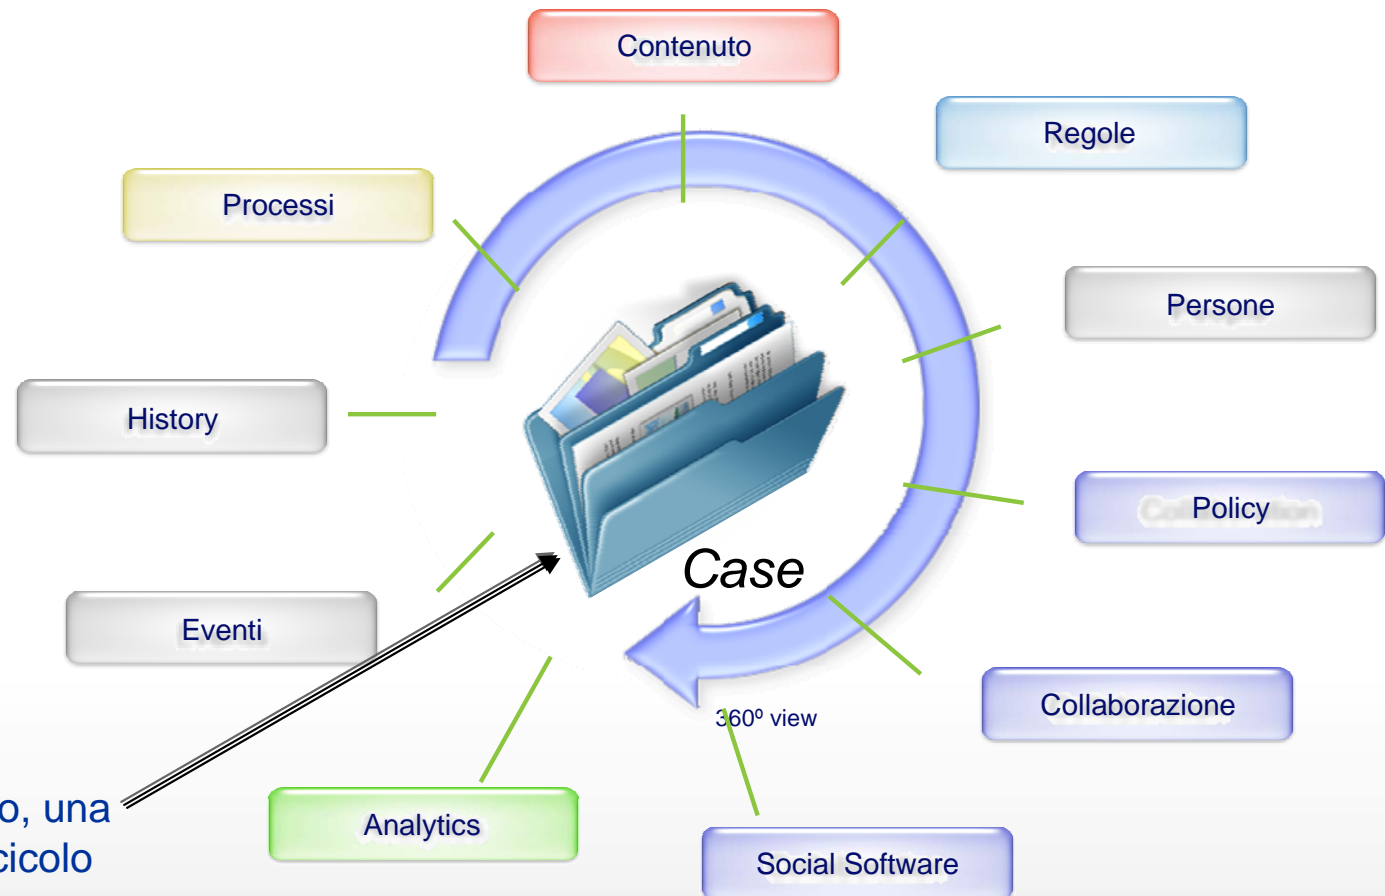 Contenuto
Regole
Processi
Persone
History
Policy
Case
Eventi
Collaborazione
360º view
o, una
cicolo
Analytics
Social Software